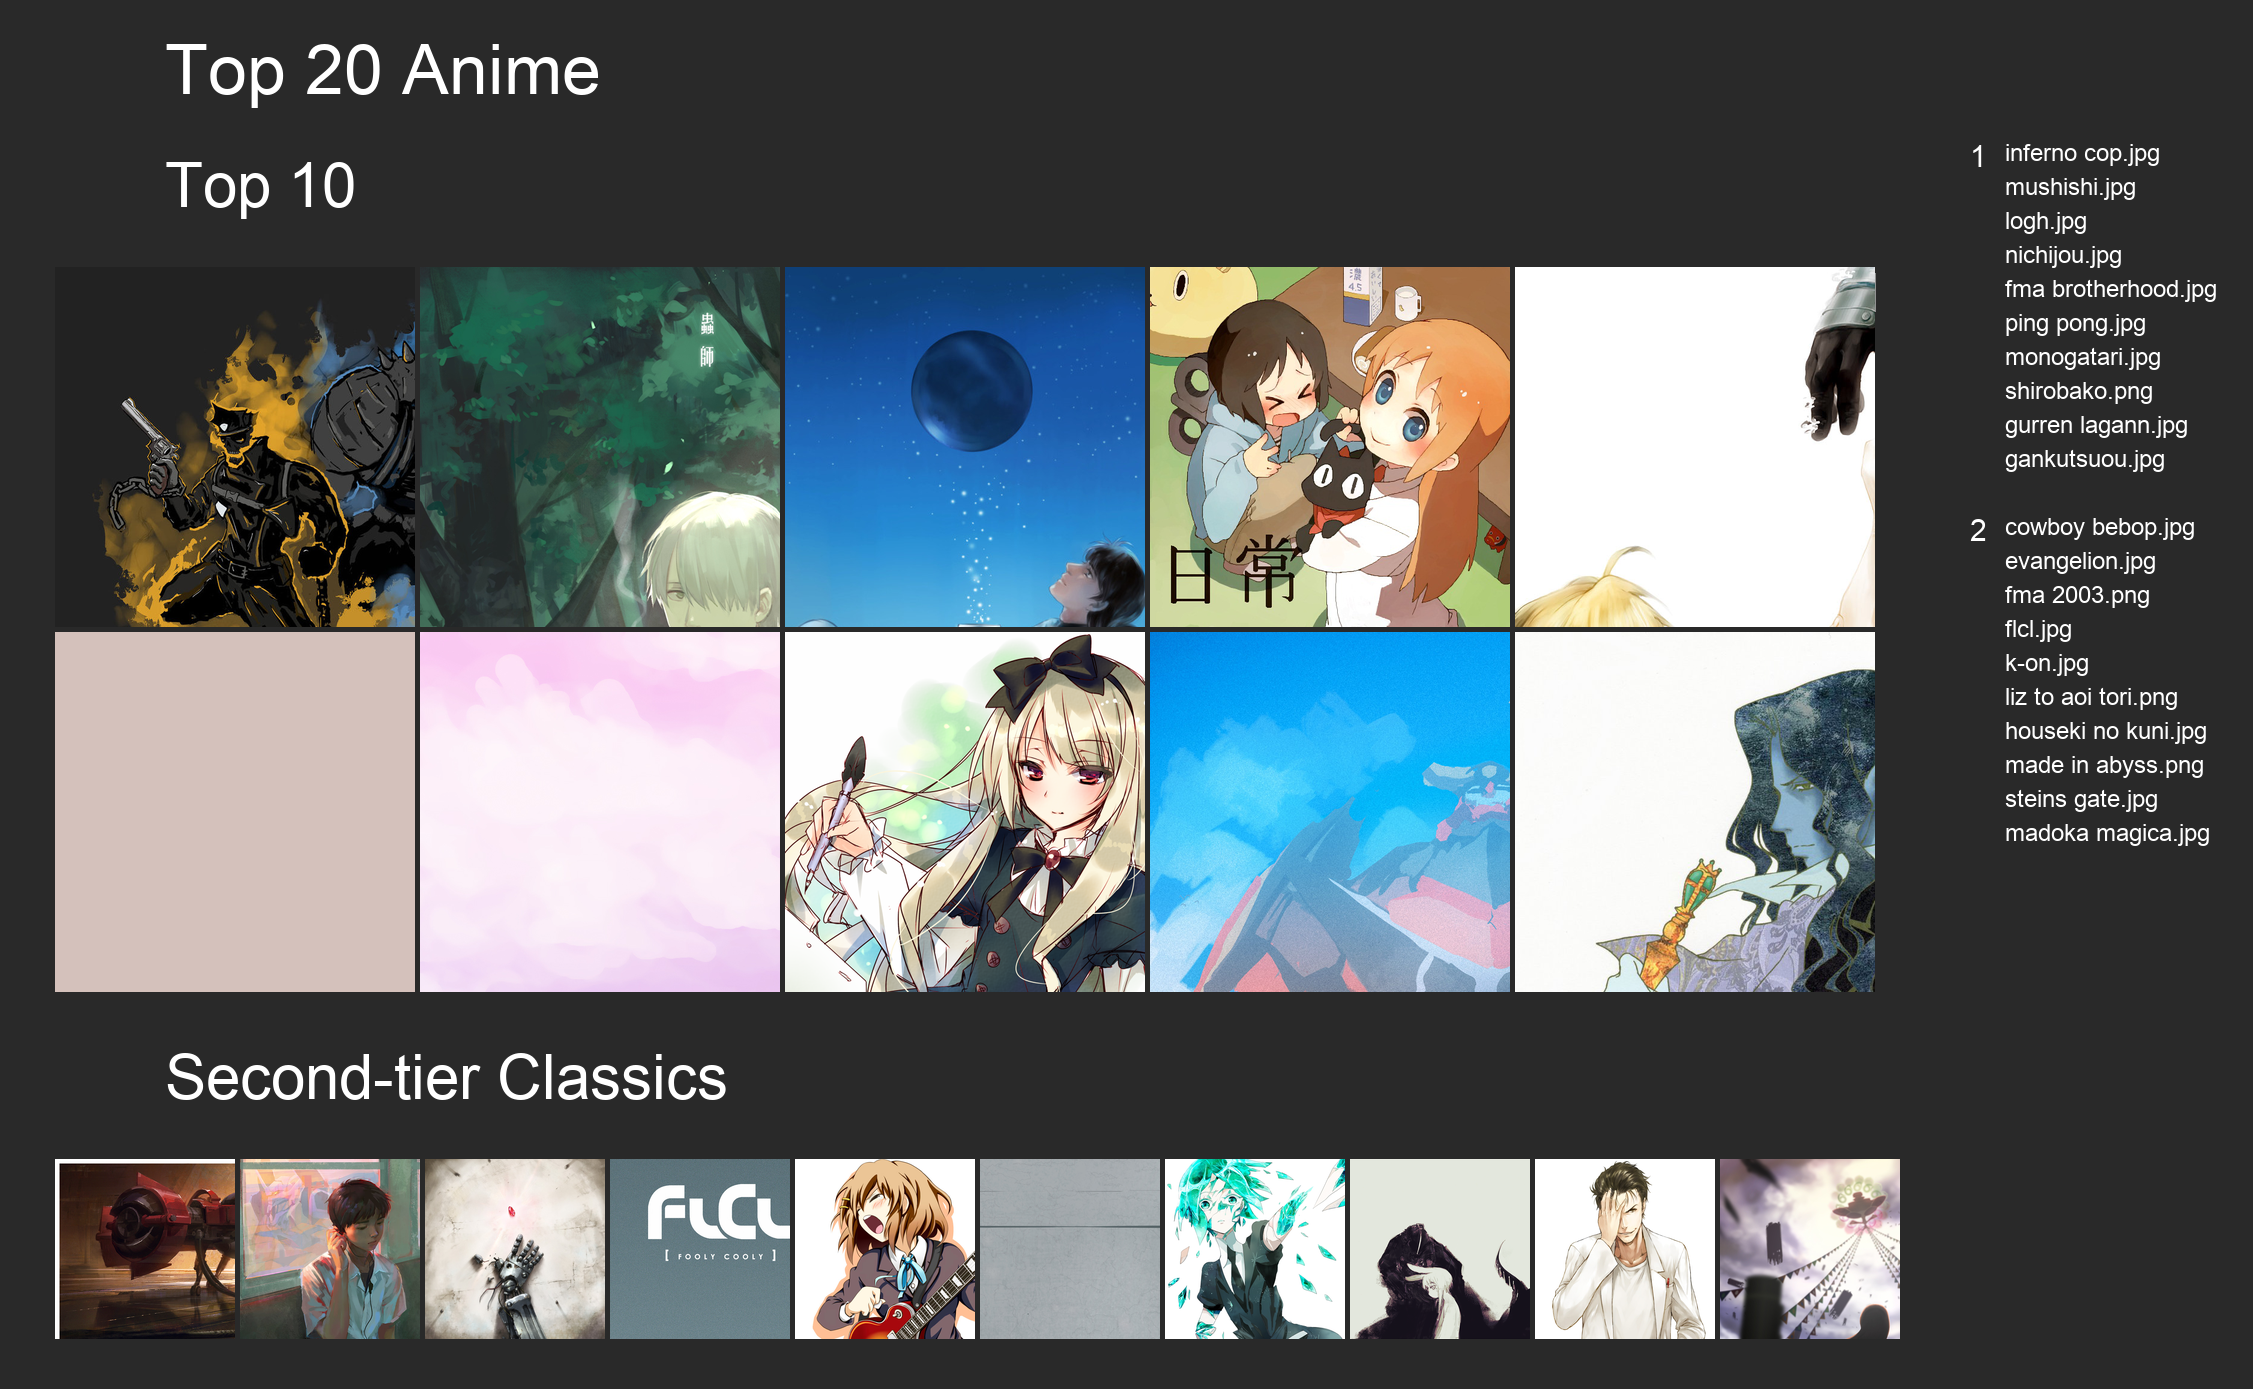 Top 20 Anime
Top 10
虫師
4.5
日常
Second-tier Classics
FLCL
[ FOOLY COOLY ]
1 inferno cop.jpg
mushishi.jpg
logh.jpg
nichijou.jpg
fma brotherhood.jpg
ping pong.jpg
monogatari.jpg
shirobako.png
gurren lagann.jpg
gankutsuou.jpg
2 cowboy bebop.jpg
evangelion.jpg
fma 2003.png
flcl.jpg
k-on.jpg
liz to aoi tori.png
houseki no kuni.jpg
made in abyss.png
steins gate.jpg
madoka magica.jpg